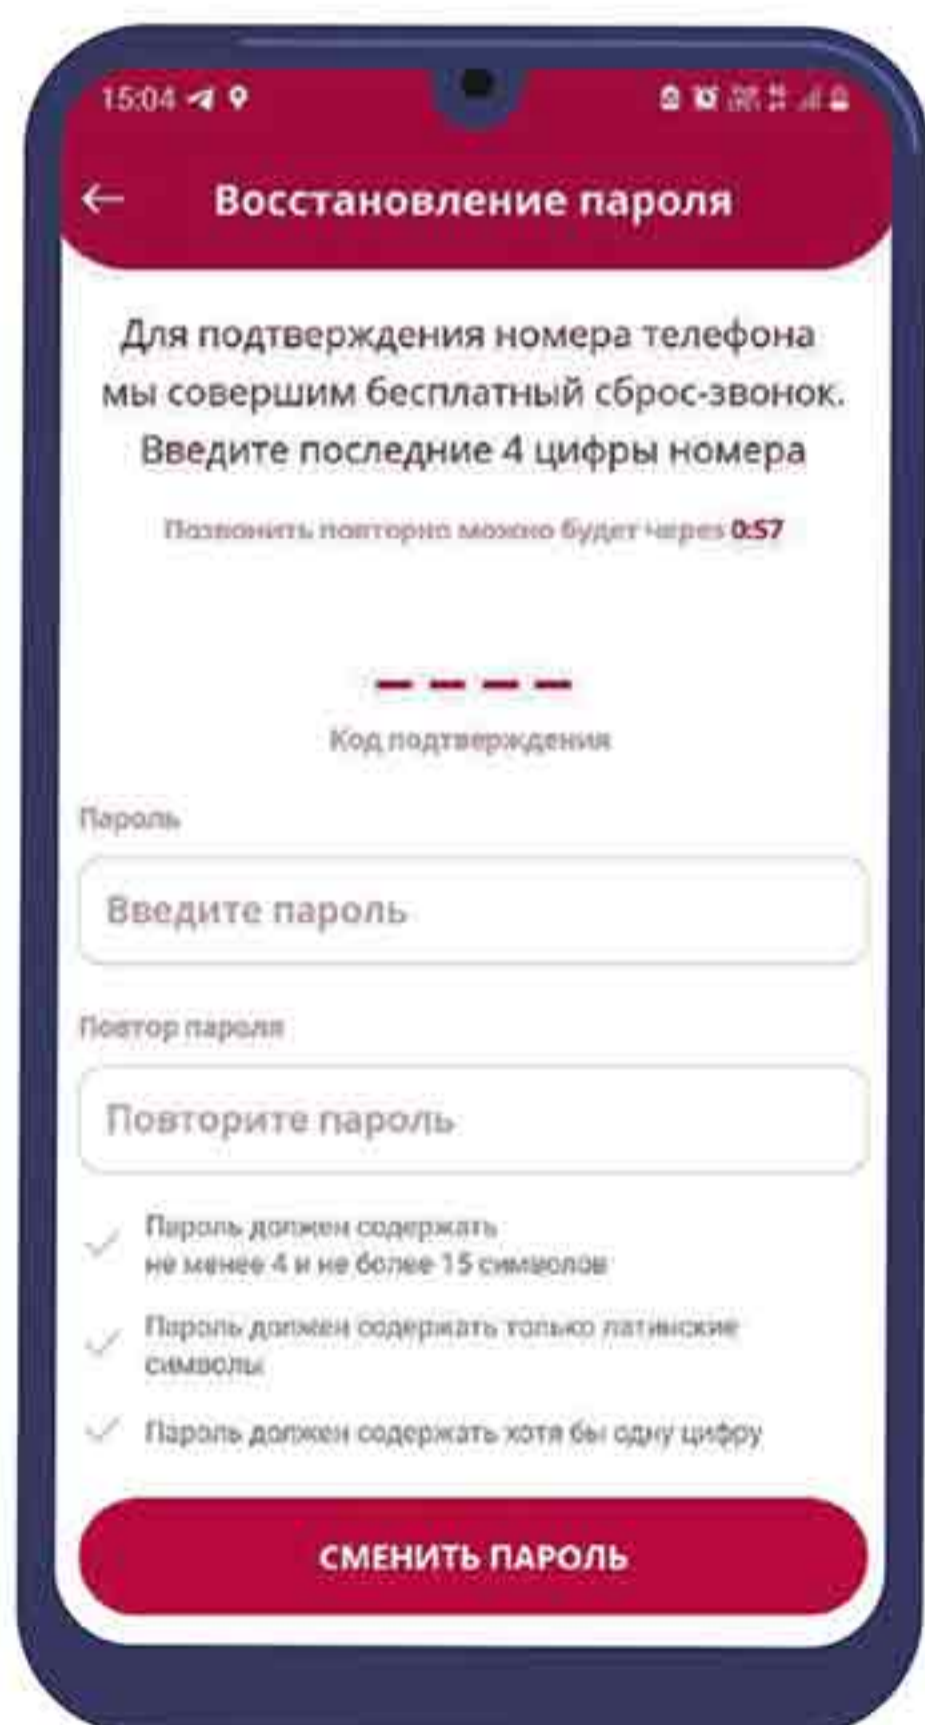 15:04
Восстановление пароля
Для подтверждения номера телефона
мы совершим бесплатный сброс-звонок.
Введите последние 4 цифры номера
Позвонить повторно можно будет через 0:57
Код подтверждения
Пароль
Введите пароль
Повтор пароля
Повторите пароль
Пароль должен содержать
не менее 4 и не более 15 символов
Пароль должен содержать только латинские
символы
Пароль должен содержать хотя бы одну цифру
СМЕНИТЬ ПАРОЛЬ